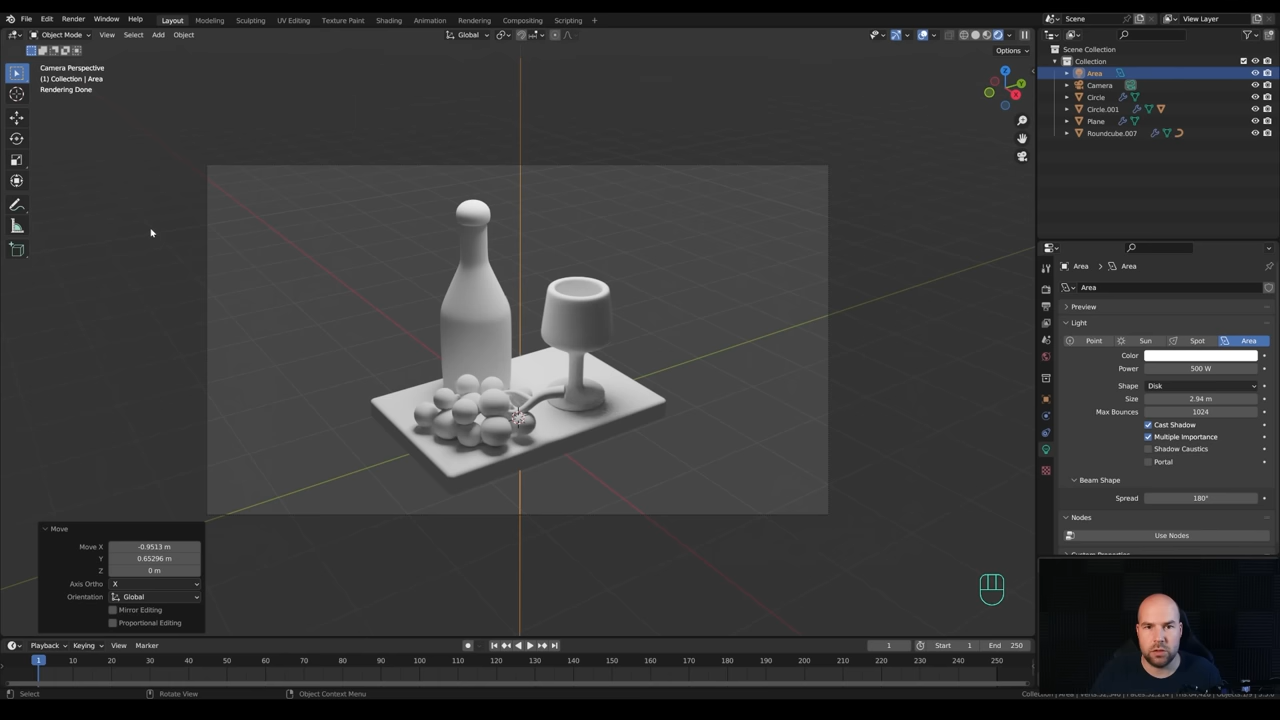 File Edit Render Window Help Layout Modeling Sculpting UV Editing Texture Paint Shading Animation Rendering Compositing Scripting + Scene View Layer
Object Mode View Select Add Object Global
Options
Camera Perspective
(1) Collection | Area
Rendering Done
Z
Y
X
Scene Collection
Collection
Area
Camera
Circle
Circle.001
Plane
Roundcube.007
Area > Area
Area
Preview
Light
Point Sun Spot Area
Color
Power 500 W
Shape Disk
Size 2.94 m
Max Bounces 1024
Cast Shadow
Multiple Importance
Shadow Caustics
Portal
Beam Shape
Spread 180°
Nodes
Use Nodes
Move
Move X -0.9513 m
Y 0.65296 m
Z 0 m
Axis Ortho X
Orientation Global
Mirror Editing
Proportional Editing
Playback Keying View Marker 1 Start 1 End 250
1 10 20 30 40 50 60 70 80 90 100 110 120 130 140 150 160 170 180 190 200 210 220 230 240 250
Select Rotate View Object Context Menu